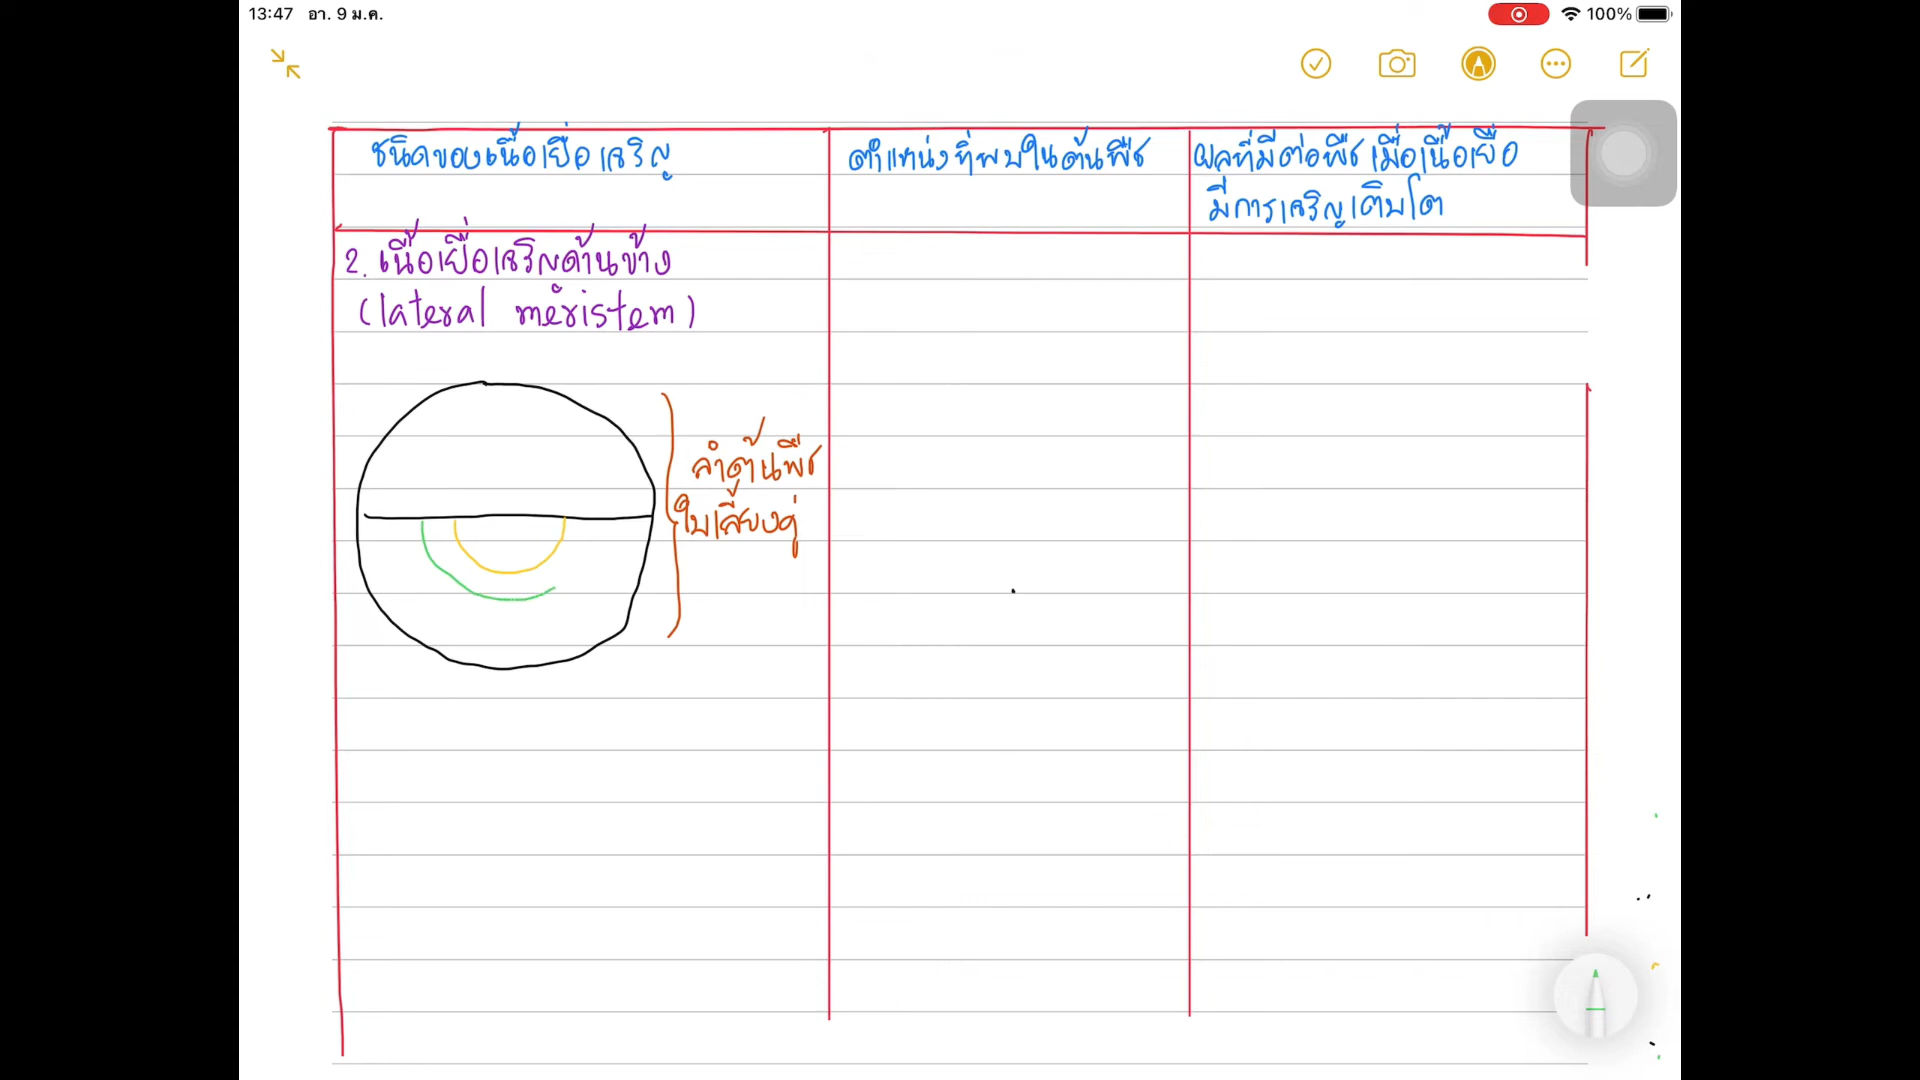 13:47 อา. 9 ม.ค.
100%
ชนิดของเนื้อเยื่อเจริญ
ตำแหน่งที่พบในต้นพืช
ผลที่มีต่อพืชเมื่อเนื้อเยื่อ
มีการเจริญเติบโต
2. เนื้อเยื่อเจริญด้านข้าง
(lateral meristem)
ลำต้นพืช
ใบเลี้ยงคู่